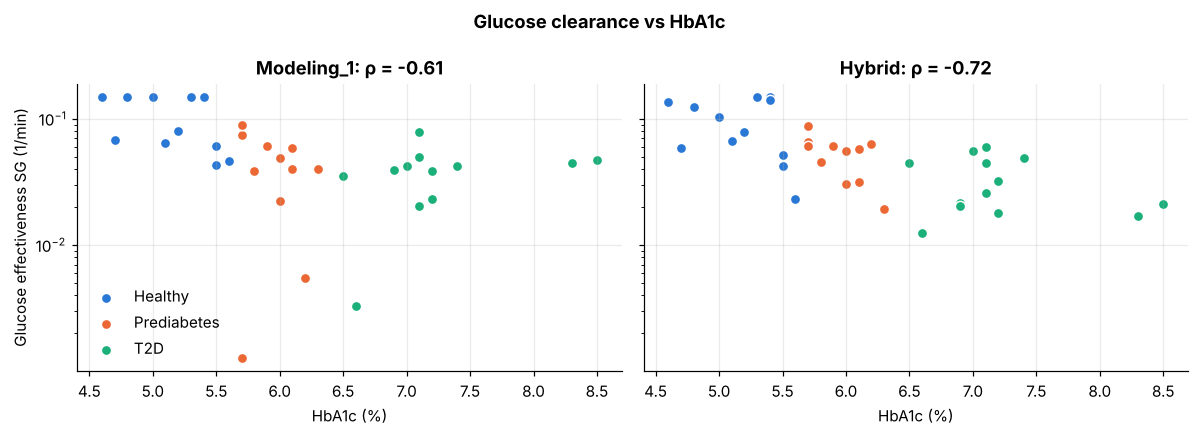 Glucose clearance vs HbA1c
Modeling_1: ρ = -0.61
Hybrid: ρ = -0.72
Glucose effectiveness SG (1/min)
10⁻¹
10⁻²
Healthy
Prediabetes
T2D
4.5 5.0 5.5 6.0 6.5 7.0 7.5 8.0 8.5
HbA1c (%)
4.5 5.0 5.5 6.0 6.5 7.0 7.5 8.0 8.5
HbA1c (%)